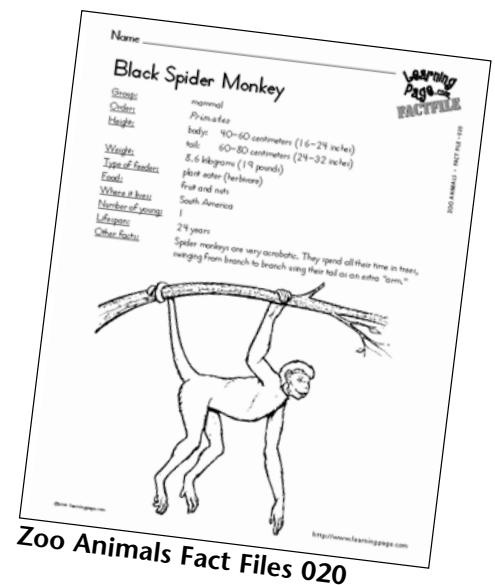 Name
Learning
Page.com
FACTFILE
Black Spider Monkey
Group: mammal
Order: Primates
Height: body: 40-60 centimeters (16-24 inches)
tail: 60-80 centimeters (24-32 inches)
Weight: 8.6 kilograms (19 pounds)
Type of feeder: plant eater (herbivore)
Food: fruit and nuts
Where it lives: South America
Number of young: 1
Lifespan: 24 years
Other facts: Spider monkeys are very acrobatic. They spend all their time in trees,
swinging from branch to branch using their tail as an extra "arm."
ZOO ANIMALS • FACT FILE • 020
learningpage.com
http://www.learningpage.com
Zoo Animals Fact Files 020